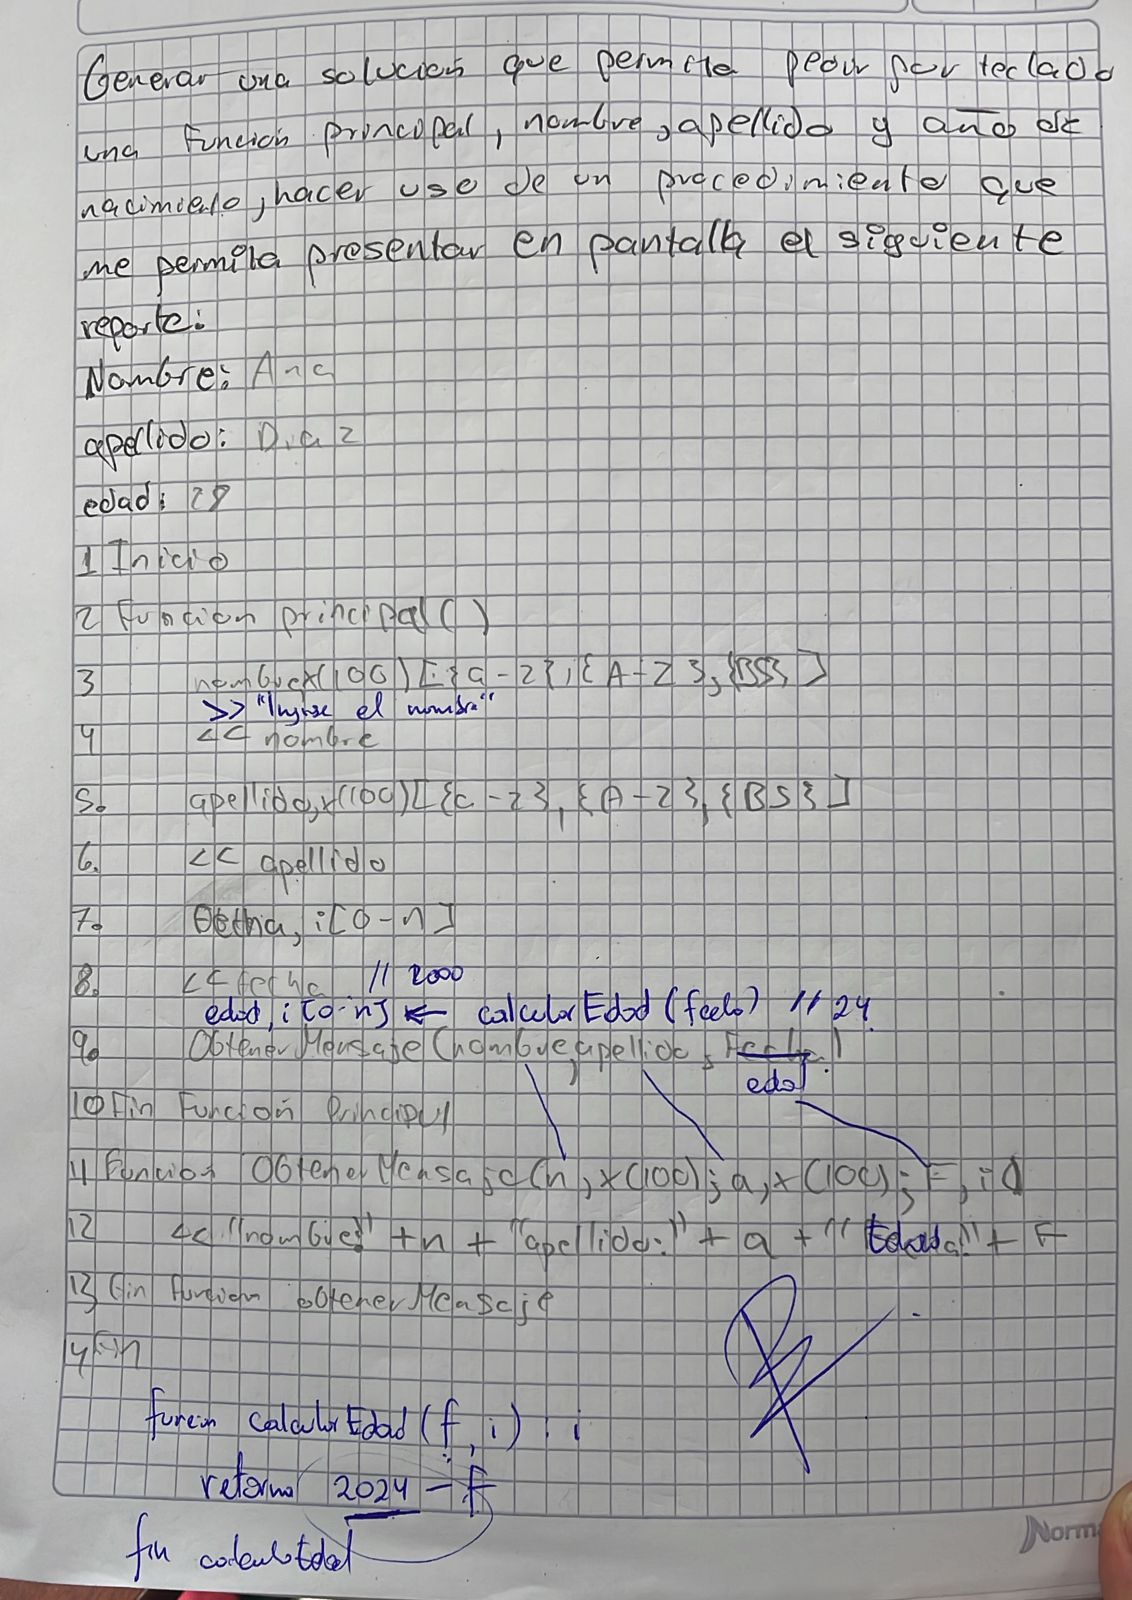 Generar una solución que permita pedir por teclado
una función principal, nombre, apellido y año de
nacimiento, hacer uso de un procedimiento que
me permita presentar en pantalla el siguiente
reporte:
Nombre: Ana
apellido: Diaz
edad: 28
1 Inicio
2 Funcion principal()
3 nombre,x(100)[{a-z},{A-Z},{BS}]
>> "Ingrese el nombre"
4 << nombre
5. apellido,x(100)[{a-z},{A-Z},{BS}]
6. << apellido
7. fecha, i[0-n]
8. << fecha // 2000
edad, i[0-n] ← calcularEdad(fecha) // 24
9. ObtenerMensaje(nombre,apellido, Fecha)
edad
10 Fin Función Principal
11 Funcion ObtenerMensaje(n,x(100);a,x(100);F,i)
12 << "nombre:" +n + "apellido:" + a + "Edad:" + F
13 fin funcion obtenerMensaje
14 Fin
funcion calcularEdad(f,i) : i
retorna 2024 - f
fin calcularEdad
Norma